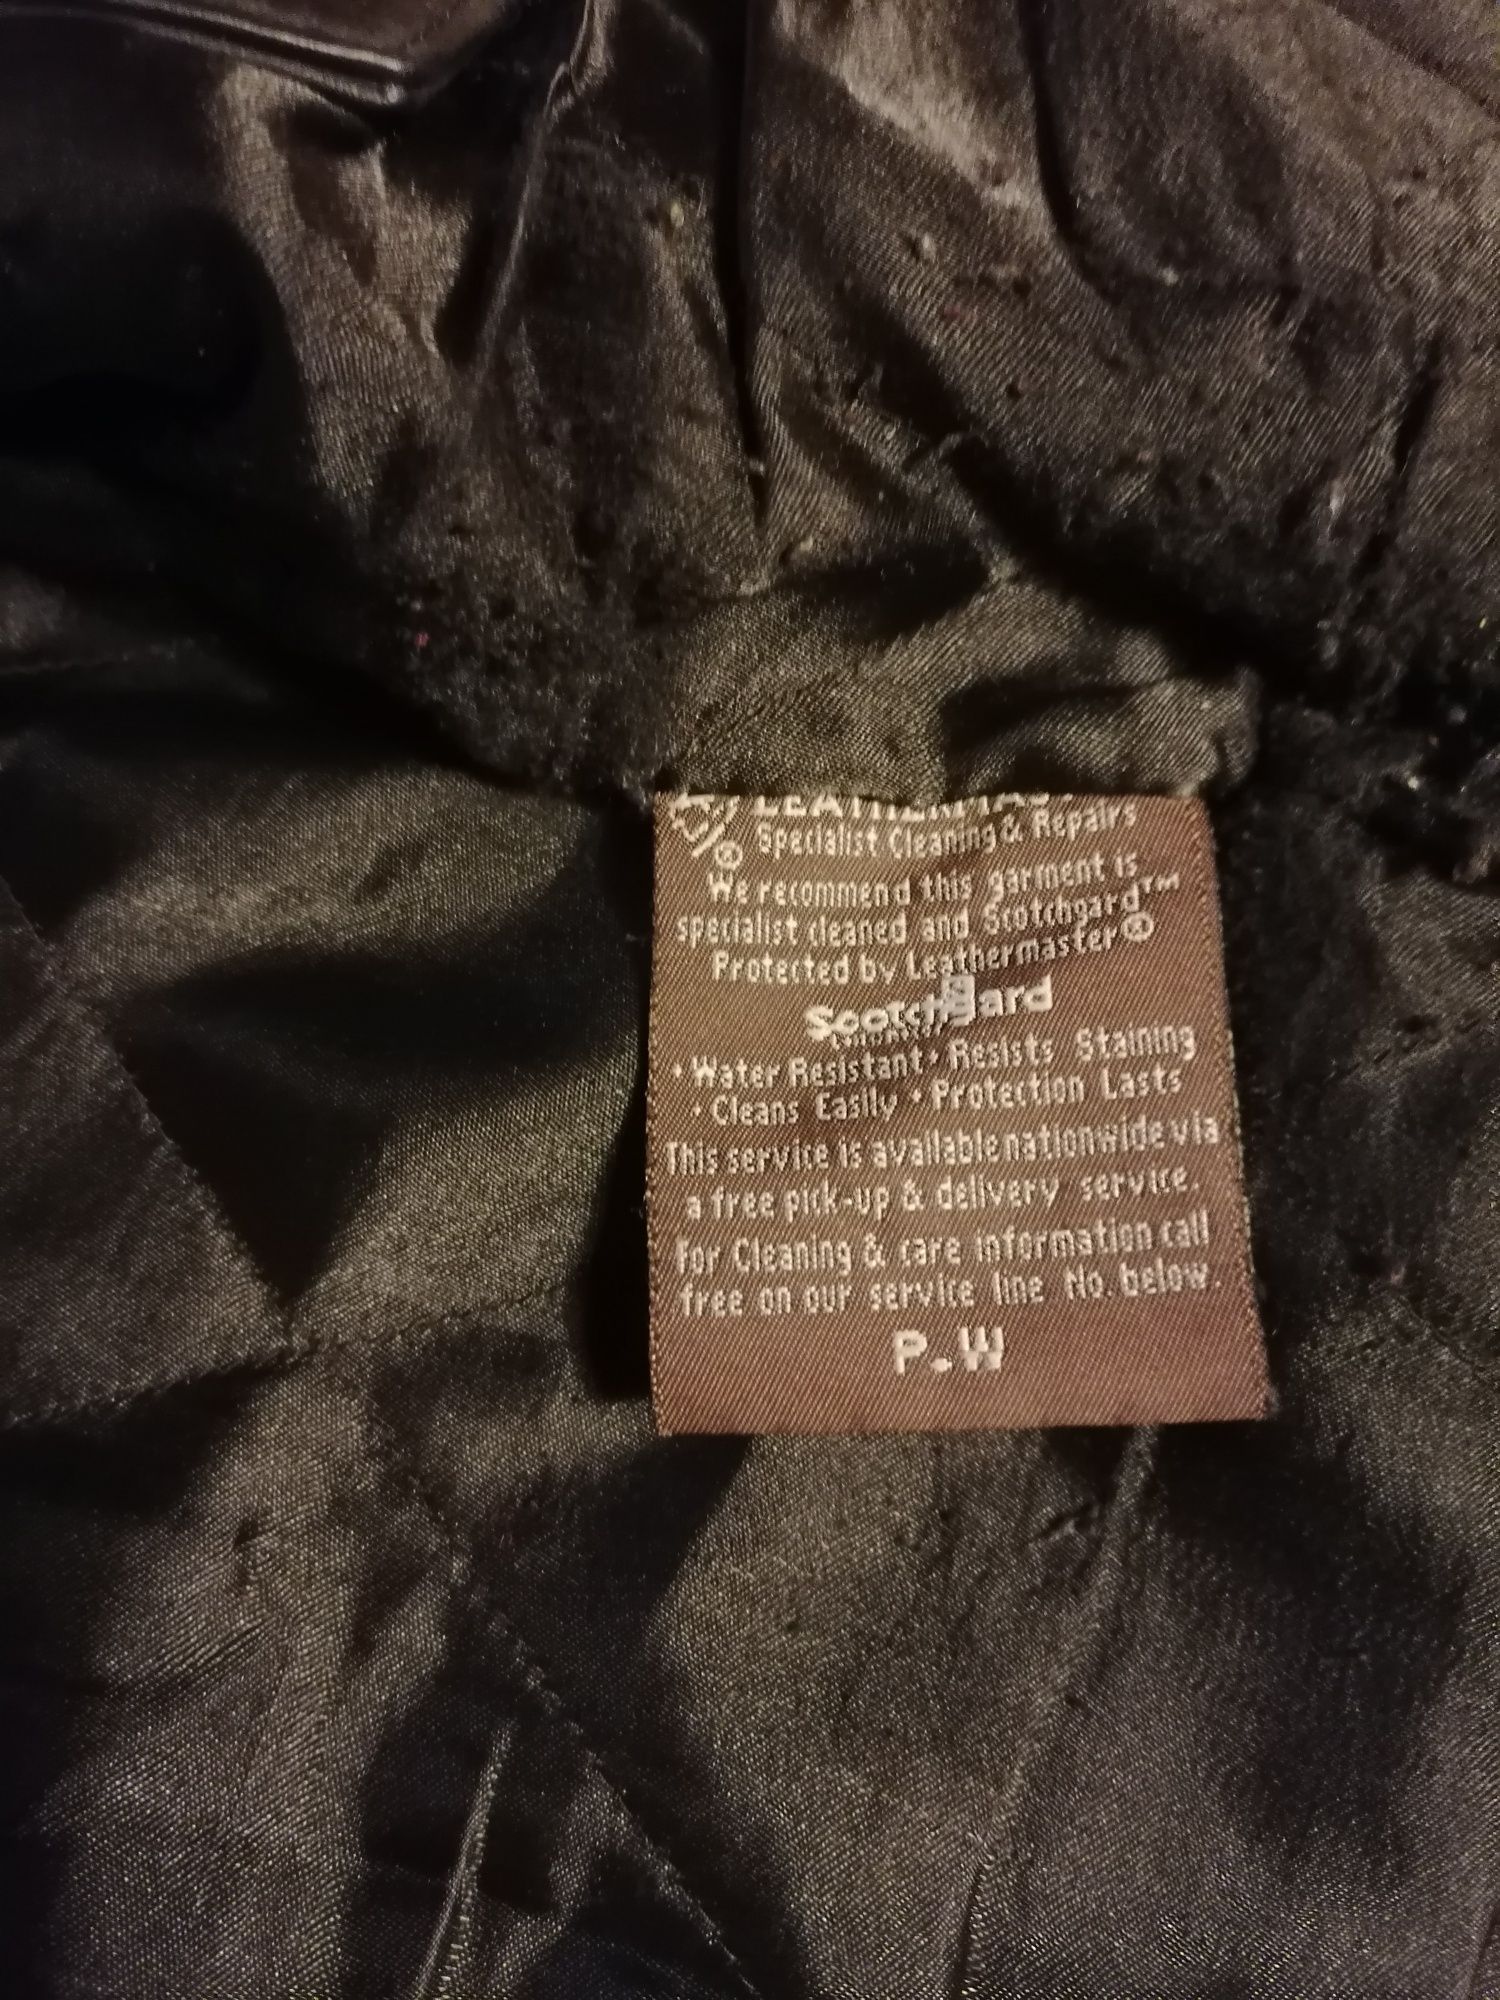 Specialist Cleaning & Repairs
We recommend this garment is
specialist cleaned and Scotchgard™
Protected by Leathermaster®
Scotchgard
• Water Resistant • Resists Staining
• Cleans Easily • Protection Lasts
This service is available nationwide via
a free pick-up & delivery service.
For Cleaning & care information call
free on our service line No. below.
P.W